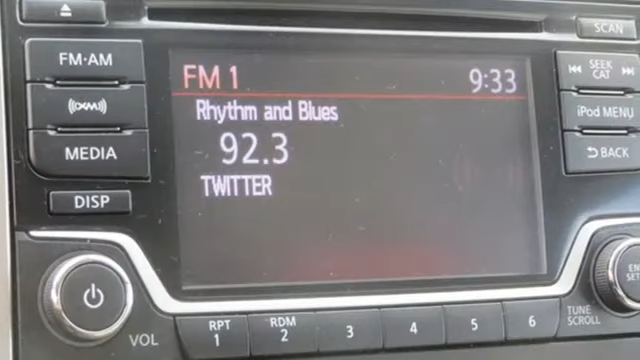 SCAN
FM·AM
SEEK
CAT
FM 1
9:33
XM
Rhythm and Blues
iPod MENU
92.3
MEDIA
BACK
TWITTER
DISP
TUNE
SCROLL
VOL
RPT
1
RDM
2
3
4
5
6